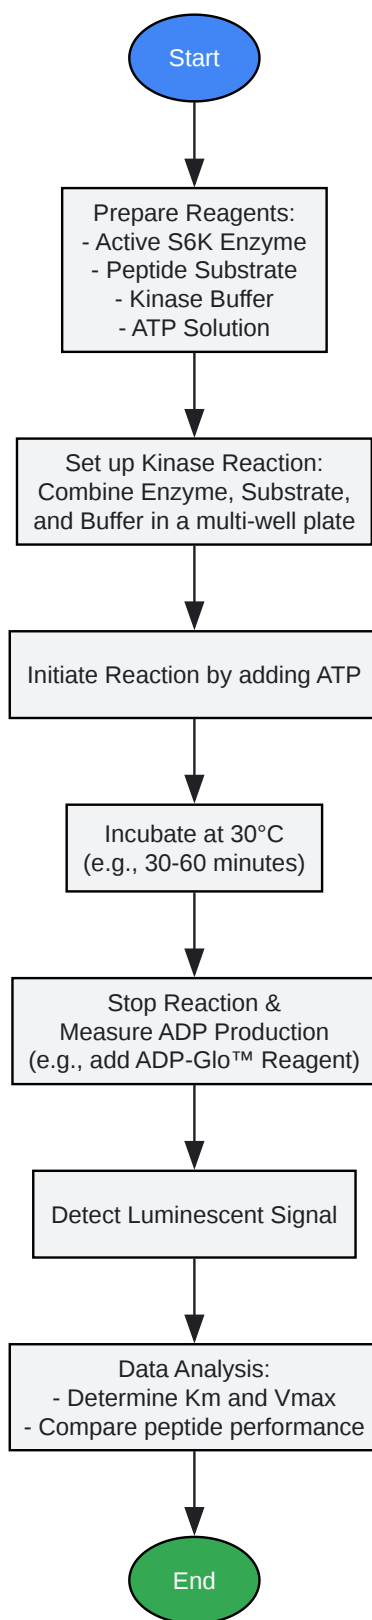 Start
Prepare Reagents:
- Active S6K Enzyme
- Peptide Substrate
- Kinase Buffer
- ATP Solution
Set up Kinase Reaction:
Combine Enzyme, Substrate,
and Buffer in a multi-well plate
Initiate Reaction by adding ATP
Incubate at 30°C
(e.g., 30-60 minutes)
Stop Reaction &
Measure ADP Production
(e.g., add ADP-Glo™ Reagent)
Detect Luminescent Signal
Data Analysis:
- Determine Km and Vmax
- Compare peptide performance
End